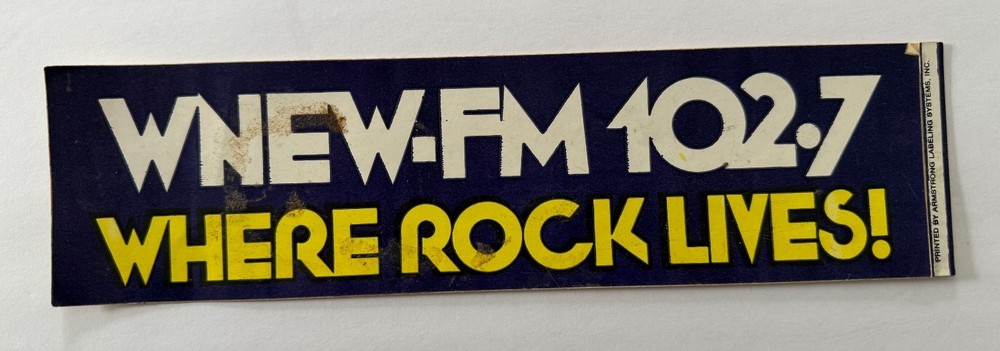 WNEW·FM 102·7
WHERE ROCK LIVES!
PRINTED BY ARMSTRONG LABELING SYSTEMS, INC.